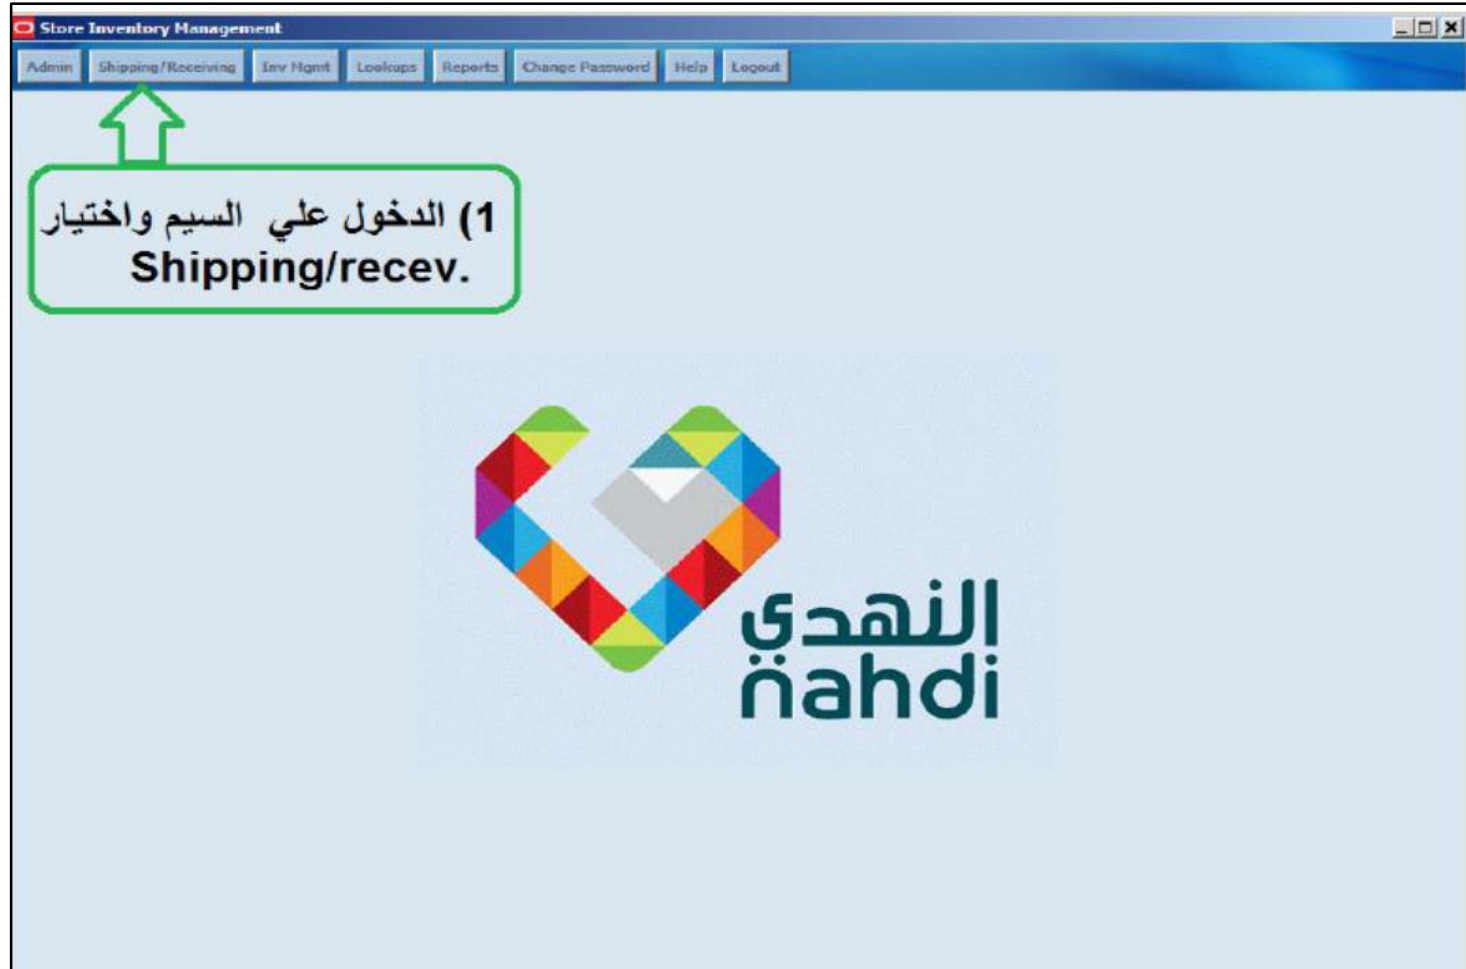 Store Inventory Management
Admin Shipping/Receiving Inv Mgmt Lookups Reports Change Password Help Logout
1) الدخول علي السيم واختيار
Shipping/recev.
النهدي
nahdi